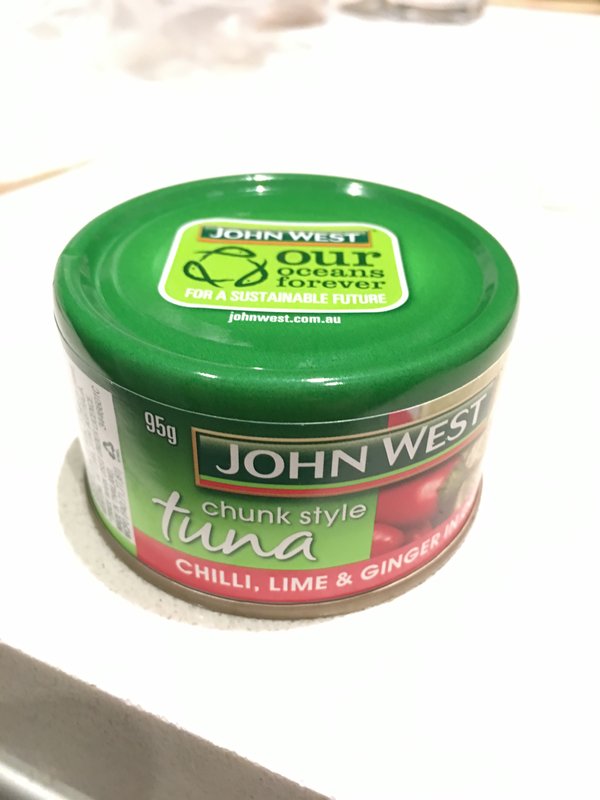 JOHN WEST
our
oceans
forever
FOR A SUSTAINABLE FUTURE
johnwest.com.au
95g
JOHN WEST
chunk style
tuna
CHILLI, LIME & GINGER